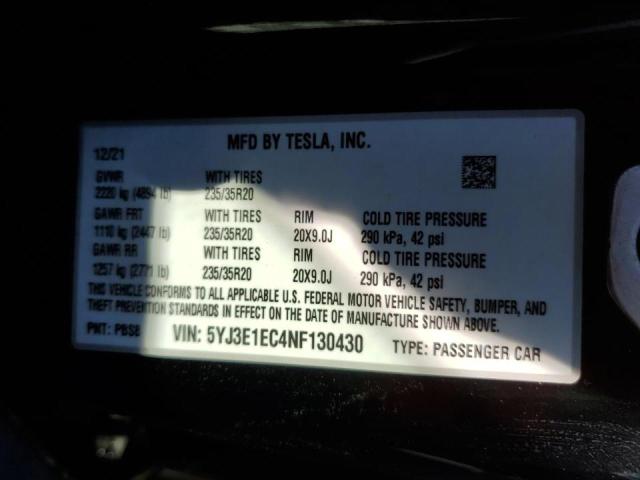 MFD BY TESLA, INC.
12/21
GVWR WITH TIRES
2220 kg (4894 lb) 235/35R20
GAWR FRT WITH TIRES RIM COLD TIRE PRESSURE
1110 kg (2447 lb) 235/35R20 20X9.0J 290 kPa, 42 psi
GAWR RR WITH TIRES RIM COLD TIRE PRESSURE
1257 kg (2771 lb) 235/35R20 20X9.0J 290 kPa, 42 psi
THIS VEHICLE CONFORMS TO ALL APPLICABLE U.S. FEDERAL MOTOR VEHICLE SAFETY, BUMPER, AND
THEFT PREVENTION STANDARDS IN EFFECT ON THE DATE OF MANUFACTURE SHOWN ABOVE.
PNT: PBSB VIN: 5YJ3E1EC4NF130430 TYPE: PASSENGER CAR